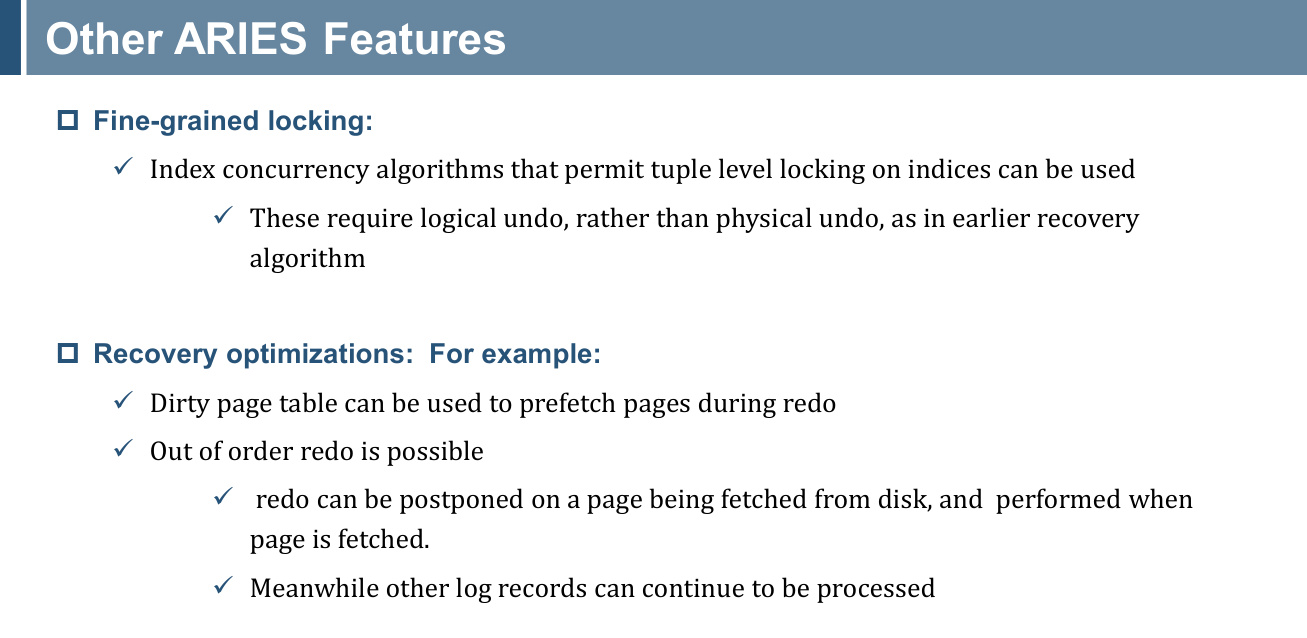 Other ARIES Features
Fine-grained locking:
Index concurrency algorithms that permit tuple level locking on indices can be used
These require logical undo, rather than physical undo, as in earlier recovery
algorithm
Recovery optimizations:  For example:
Dirty page table can be used to prefetch pages during redo
Out of order redo is possible
redo can be postponed on a page being fetched from disk, and  performed when
page is fetched.
Meanwhile other log records can continue to be processed